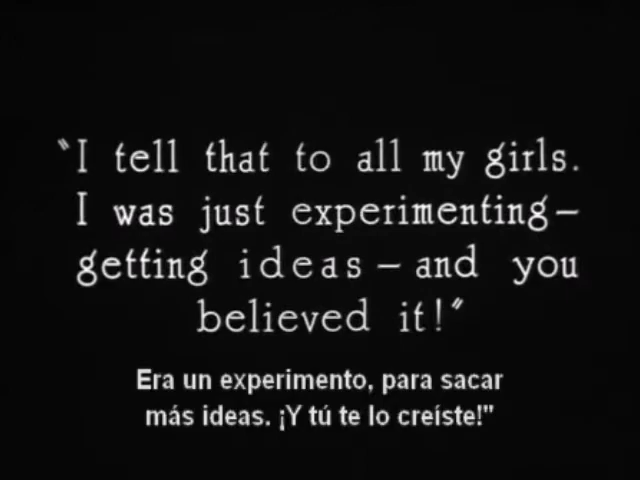 "I tell that to all my girls.
I was just experimenting—
getting ideas — and you
believed it!"
Era un experimento, para sacar
más ideas. ¡Y tú te lo creíste!"